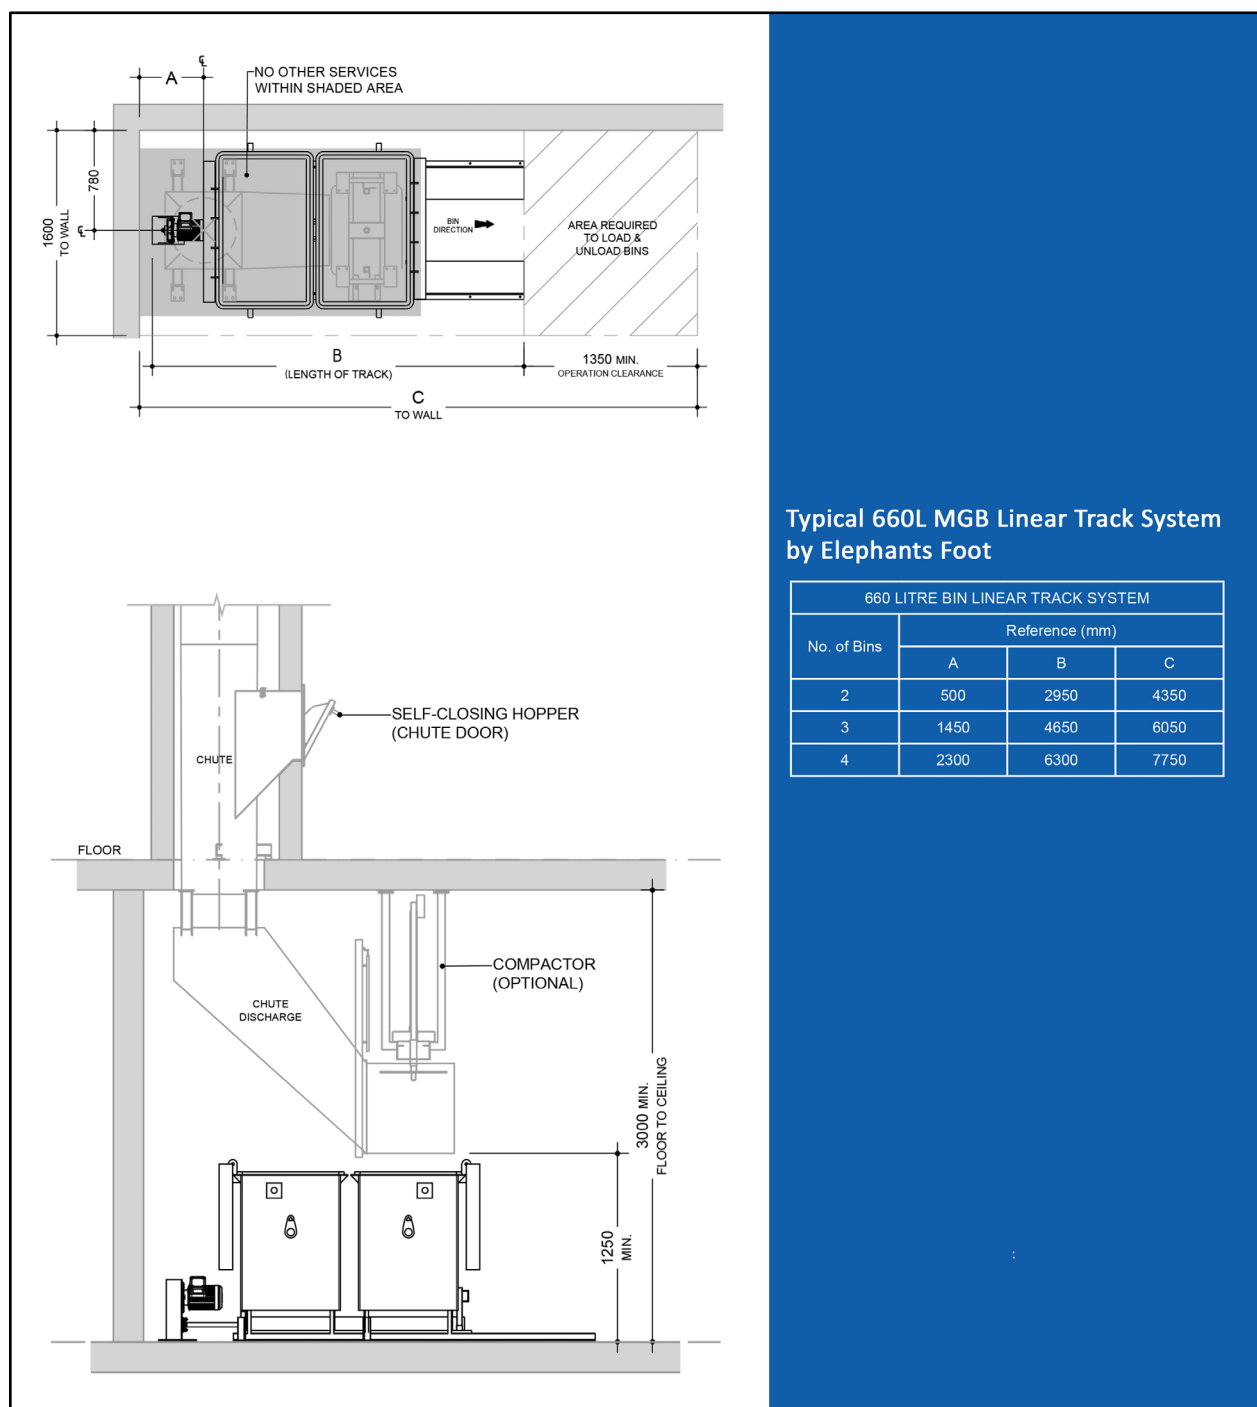 A
℄
NO OTHER SERVICES
WITHIN SHADED AREA
780
1600
TO WALL
℄
BIN
DIRECTION
AREA REQUIRED
TO LOAD &
UNLOAD BINS
B
(LENGTH OF TRACK)
1350 MIN.
OPERATION CLEARANCE
C
TO WALL
Typical 660L MGB Linear Track System
by Elephants Foot
660 LITRE BIN LINEAR TRACK SYSTEM
No. of Bins
Reference (mm)
A B C
2 500 2950 4350
3 1450 4650 6050
4 2300 6300 7750
SELF-CLOSING HOPPER
(CHUTE DOOR)
CHUTE
FLOOR
COMPACTOR
(OPTIONAL)
CHUTE
DISCHARGE
3000 MIN.
FLOOR TO CEILING
1250
MIN.
: